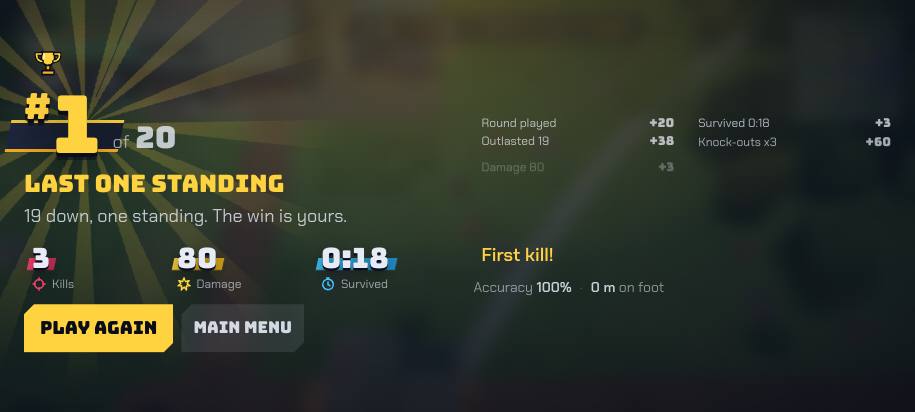 #1 of 20
LAST ONE STANDING
19 down, one standing. The win is yours.
3
Kills
80
Damage
0:18
Survived
PLAY AGAIN
MAIN MENU
Round played +20
Outlasted 19 +38
Damage 80 +3
Survived 0:18 +3
Knock-outs x3 +60
First kill!
Accuracy 100% · 0 m on foot